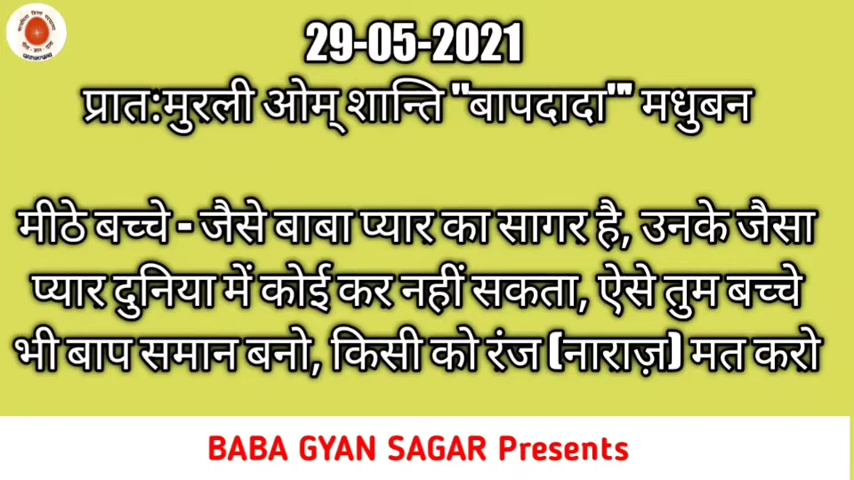 29-05-2021
प्रात:मुरली ओम् शान्ति "बापदादा'" मधुबन
मीठे बच्चे - जैसे बाबा प्यार का सागर है, उनके जैसा
प्यार दुनिया में कोई कर नहीं सकता, ऐसे तुम बच्चे
भी बाप समान बनो, किसी को रंज (नाराज़) मत करो
BABA GYAN SAGAR Presents